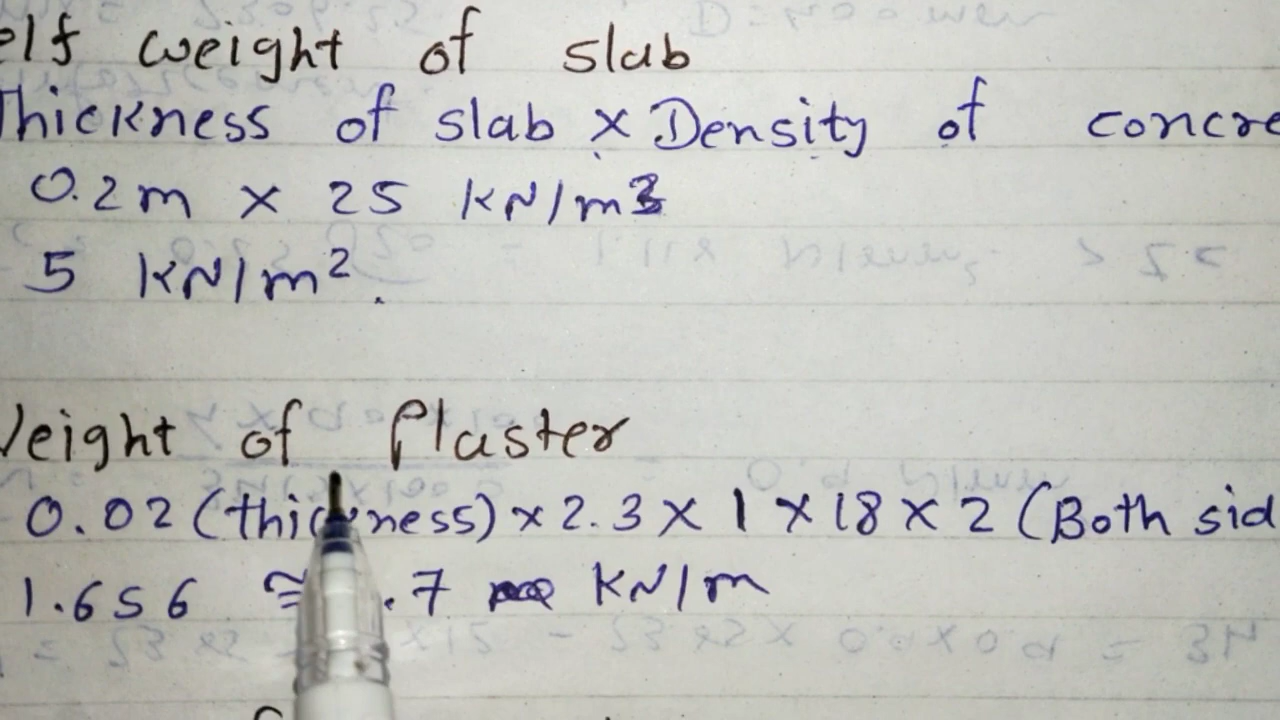 elf weight of slab
Thickness of slab × Density of concre
0.2m × 25 KN/m3
5 KN/m².
Weight of Plaster
0.02 (thickness) × 2.3 × 1 × 18 × 2 (Both sid
1.656 ≅ .7 KN/m